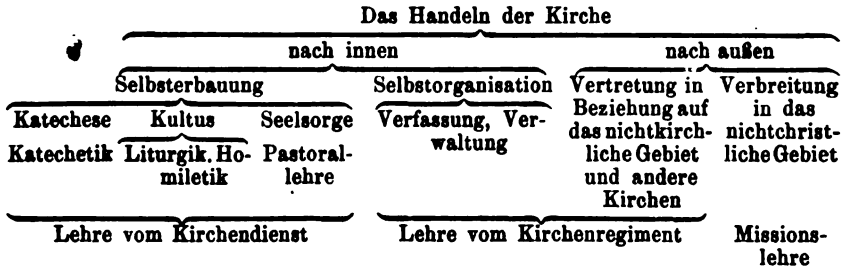 Das Handeln der Kirche
nach innen nach außen
Selbsterbauung Selbstorganisation Vertretung in Verbreitung
Katechese Kultus Seelsorge Verfassung, Ver- Beziehung auf in das
Katechetik Liturgik. Ho- Pastoral- waltung das nichtkirch- nichtchrist-
miletik lehre liche Gebiet liche Gebiet
und andere
Kirchen
Lehre vom Kirchendienst Lehre vom Kirchenregiment Missions-
lehre